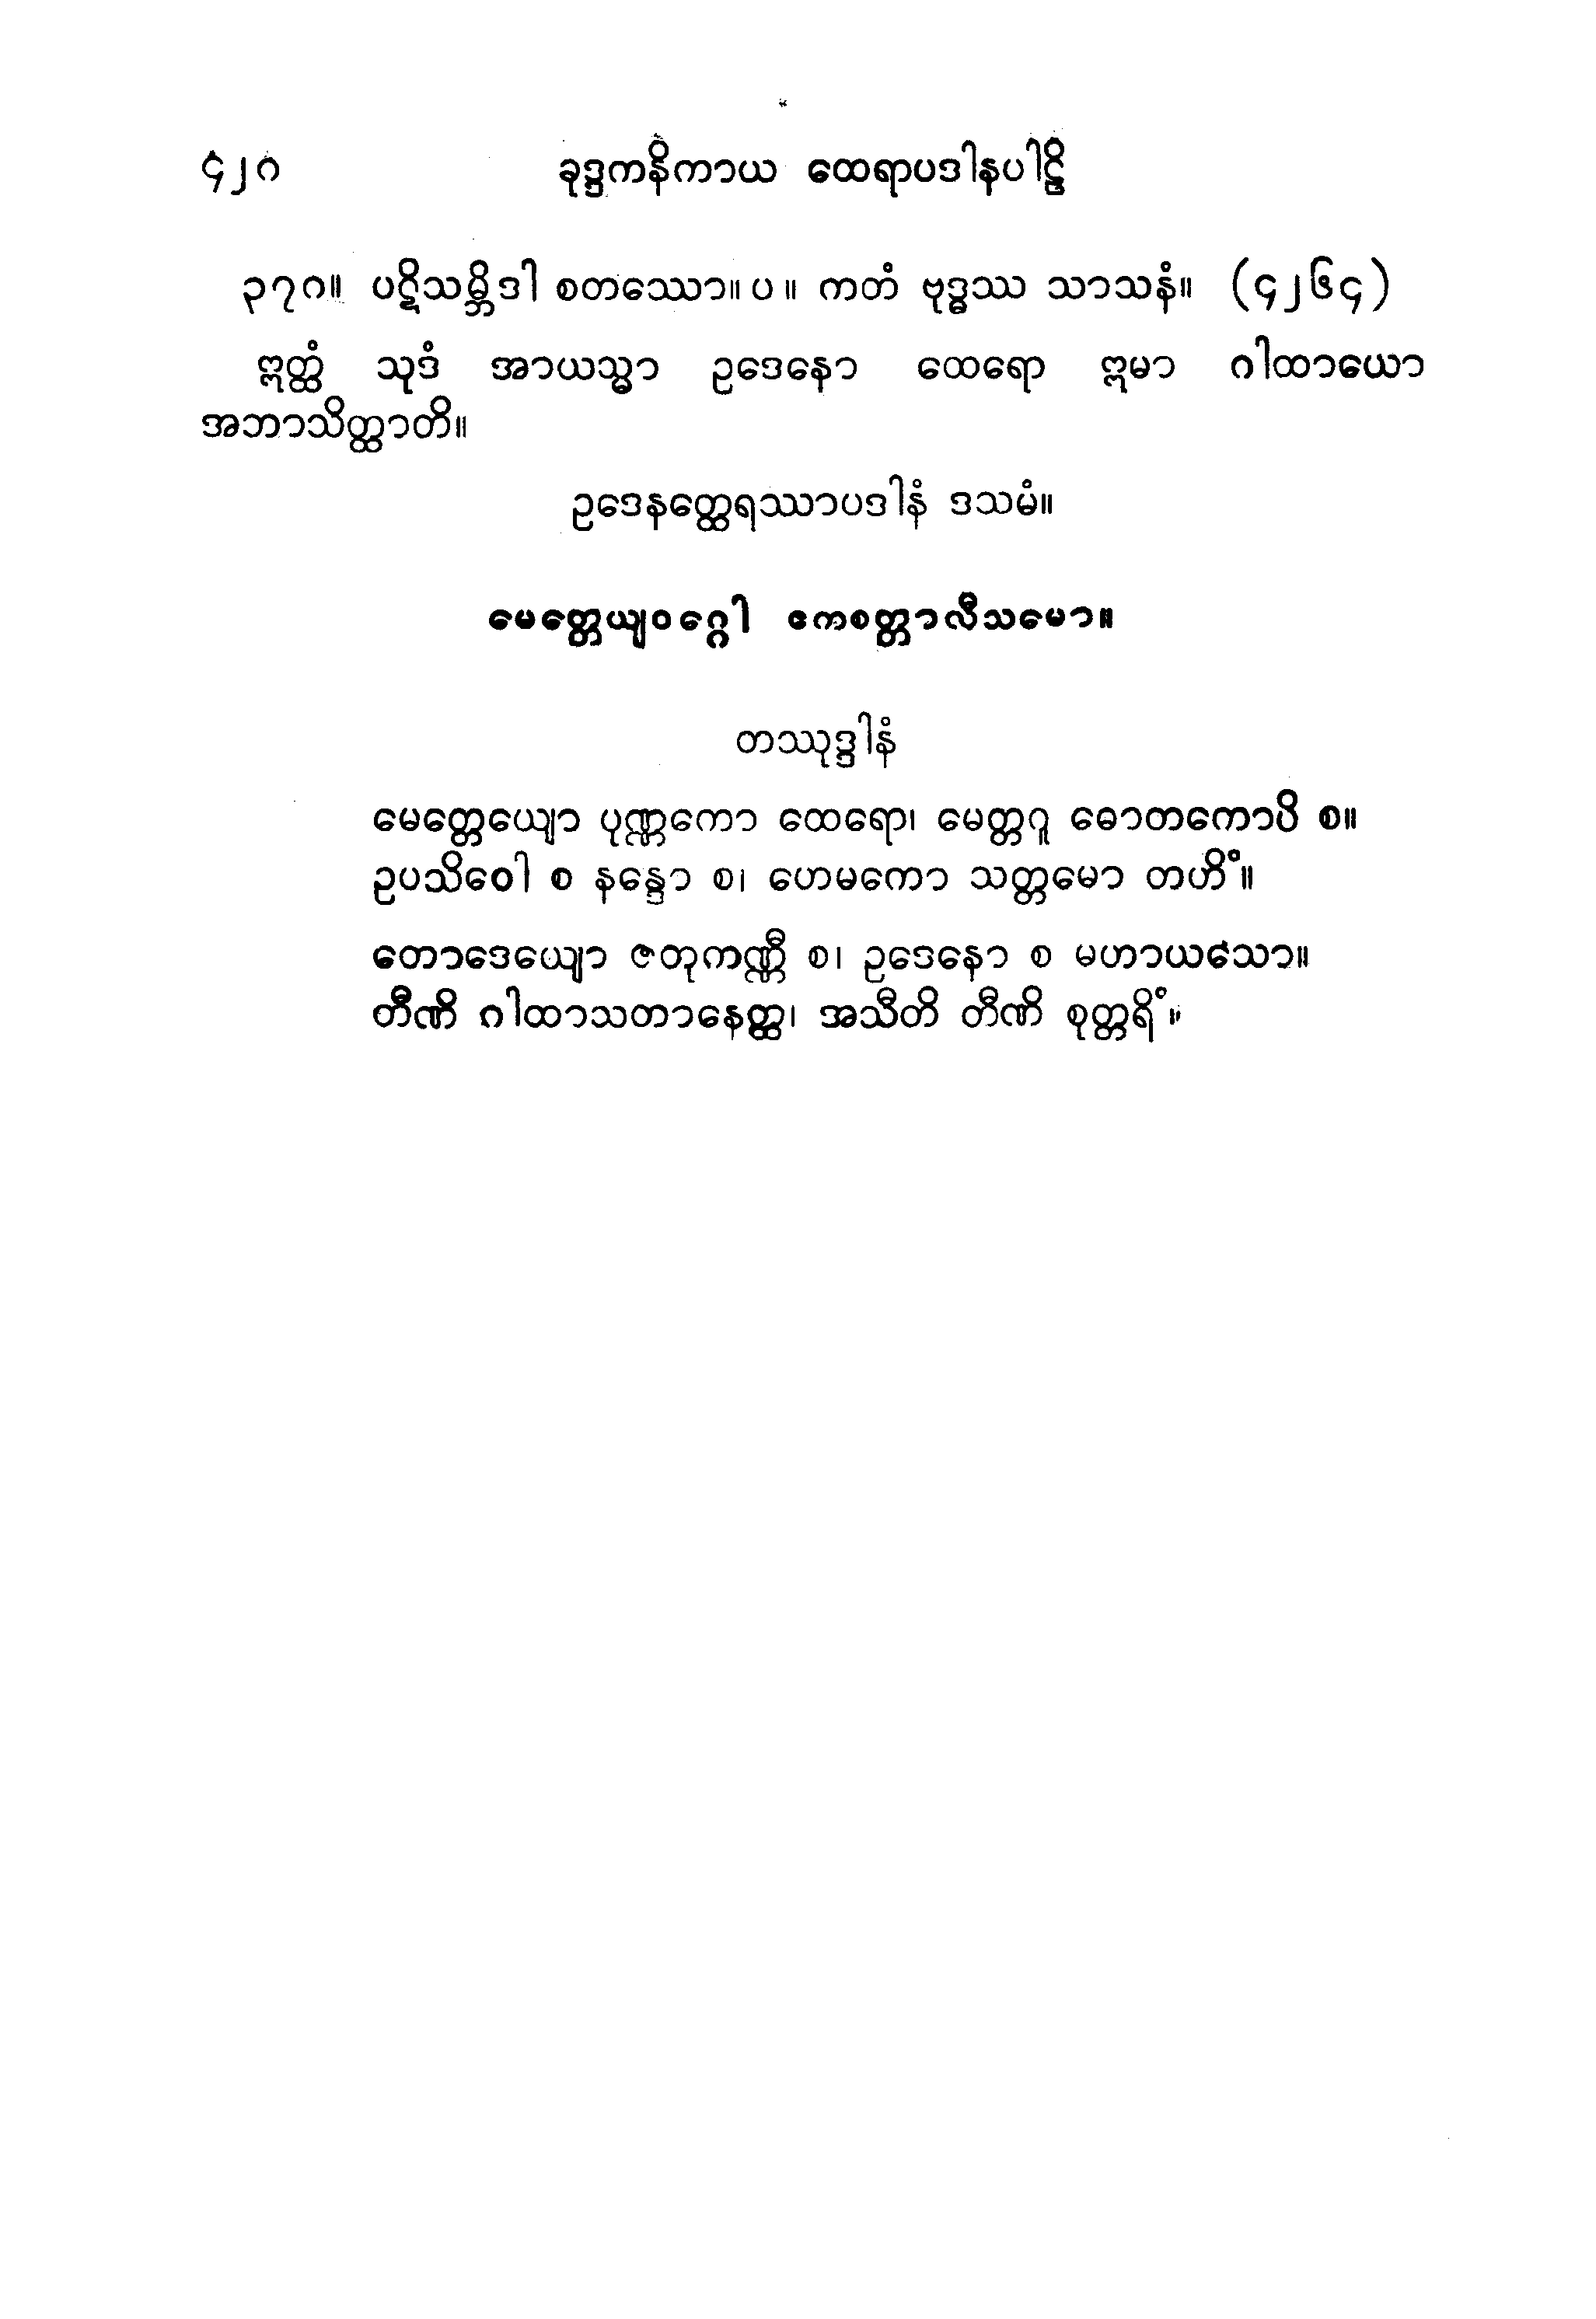 ၄၂၀ ခုဒ္ဒကနိကာယ ထေရာပဒါနပါဠိ
၃၇၀။ ပဋိသမ္ဘိဒါ စတဿော။ ပ ။ ကတံ ဗုဒ္ဓဿ သာသနံ။ (၄၂၆၄)
ဣတ္ထံ သုဒံ အာယသ္မာ ဥဒေနော ထေရော ဣမာ ဂါထာယော
အဘာသိတ္ထာတိ။
ဥဒေနတ္ထေရဿာပဒါနံ ဒသမံ။
မေတ္တေယျဝဂ္ဂေါ ဧကစတ္တာလီသမော။
တဿုဒ္ဒါနံ
မေတ္တေယျော ပုဏ္ဏကော ထေရော၊ မေတ္တဂူ ဓောတကောပိ စ။
ဥပသိဝေါ စ နန္ဒော စ၊ ဟေမကော သတ္တမော တဟိံ။
တောဒေယျော ဇတုကဏ္ဏီ စ၊ ဥဒေနော စ မဟာယသော။
တီဏိ ဂါထာသတာနေတ္ထ၊ အသီတိ တီဏိ စုတ္တရိံ။